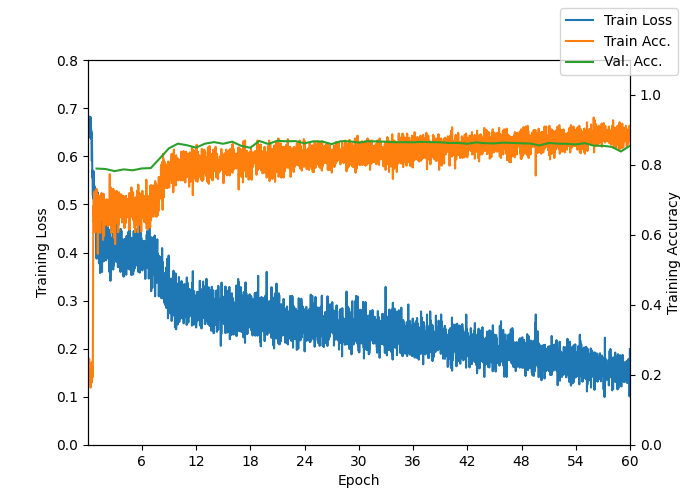 Train Loss
Train Acc.
Val. Acc.
0.8
0.7
0.6
0.5
0.4
0.3
0.2
0.1
0.0
Training Loss
1.0
0.8
0.6
0.4
0.2
0.0
Training Accuracy
6 12 18 24 30 36 42 48 54 60
Epoch